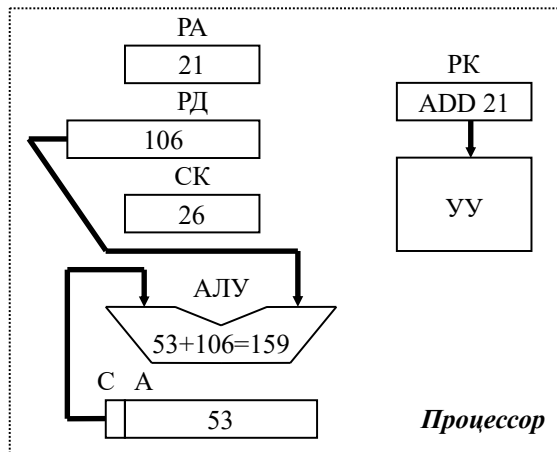 РА
21
РК
ADD 21
РД
106
СК
26
УУ
АЛУ
53+106=159
С А
53
Процессор